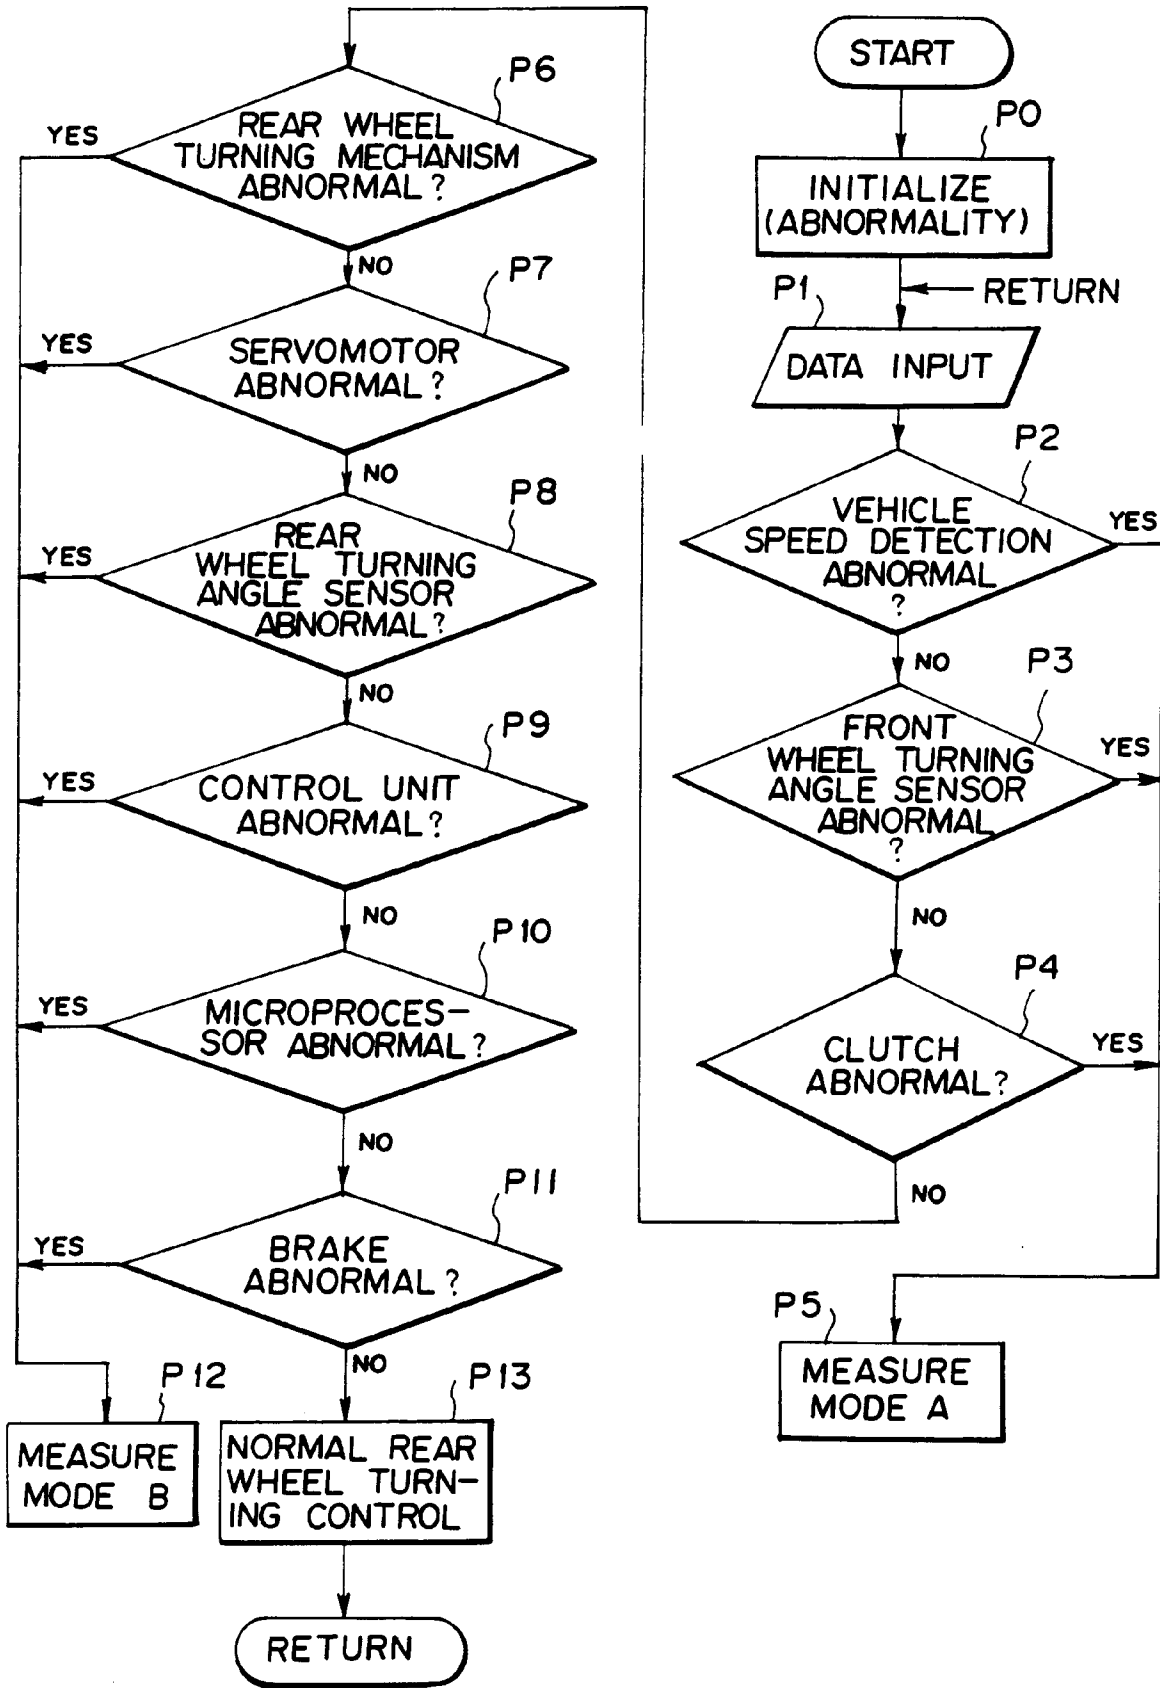 START
P0
INITIALIZE
(ABNORMALITY)
RETURN
P1
DATA INPUT
P2
VEHICLE
SPEED DETECTION
ABNORMAL
?
YES
NO
P3
FRONT
WHEEL TURNING
ANGLE SENSOR
ABNORMAL
?
YES
NO
P4
CLUTCH
ABNORMAL?
YES
NO
P5
MEASURE
MODE A
P6
REAR WHEEL
TURNING MECHANISM
ABNORMAL?
YES
NO
P7
SERVOMOTOR
ABNORMAL?
YES
NO
P8
REAR
WHEEL TURNING
ANGLE SENSOR
ABNORMAL?
YES
NO
P9
CONTROL UNIT
ABNORMAL?
YES
NO
P10
MICROPROCES-
SOR ABNORMAL?
YES
NO
P11
BRAKE
ABNORMAL?
YES
NO
P12
MEASURE
MODE B
P13
NORMAL REAR
WHEEL TURN-
ING CONTROL
RETURN